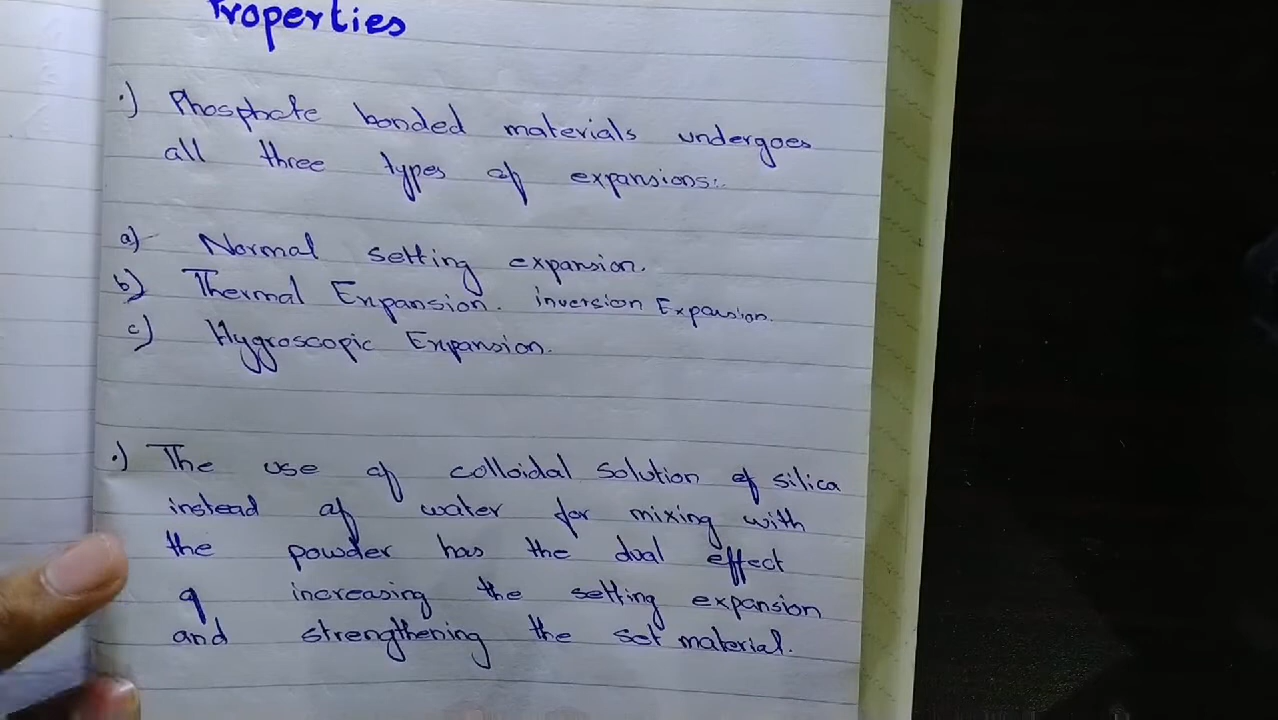 Properties
•) Phosphate bonded materials undergoes
all three types of expansions:.
a) Normal setting expansion.
b) Thermal Expansion. inversion Expansion.
c) Hygroscopic Expansion.
•) The use of colloidal solution of silica
instead of water for mixing with
the powder has the dual effect
of increasing the setting expansion
and strengthening the set material.